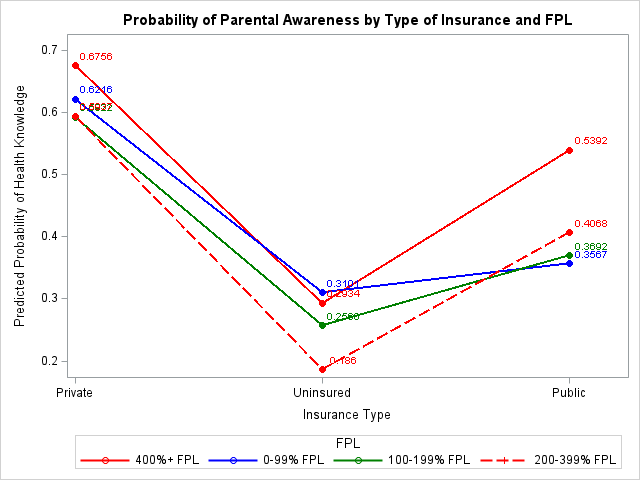 Probability of Parental Awareness by Type of Insurance and FPL
Predicted Probability of Health Knowledge
0.7
0.6
0.5
0.4
0.3
0.2
0.6756
0.6246
0.3101
0.2934
0.186
0.5392
0.4068
0.3692
0.3567
Private
Uninsured
Public
Insurance Type
FPL
400%+ FPL
0-99% FPL
100-199% FPL
200-399% FPL